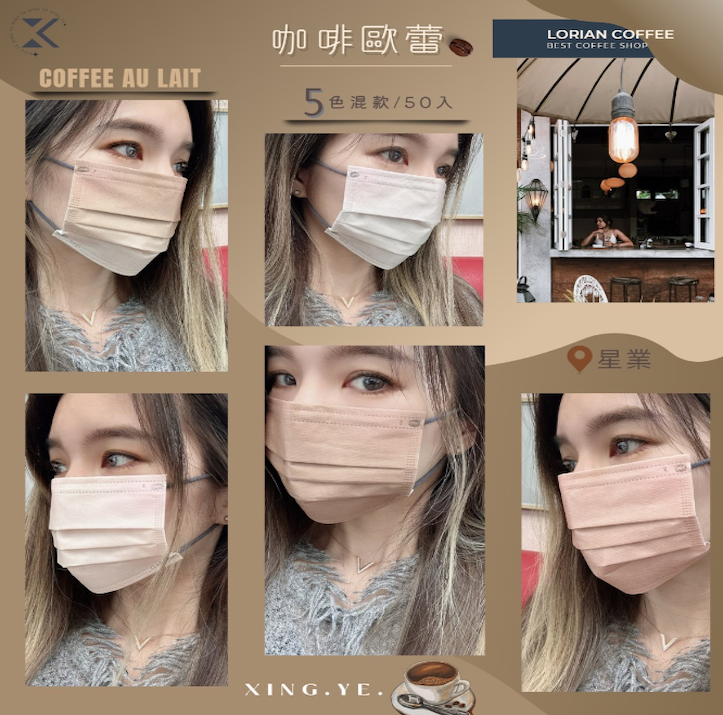 咖啡歐蕾
LORIAN COFFEE
BEST COFFEE SHOP
COFFEE AU LAIT
5色混款/50入
星業
XING.YE.